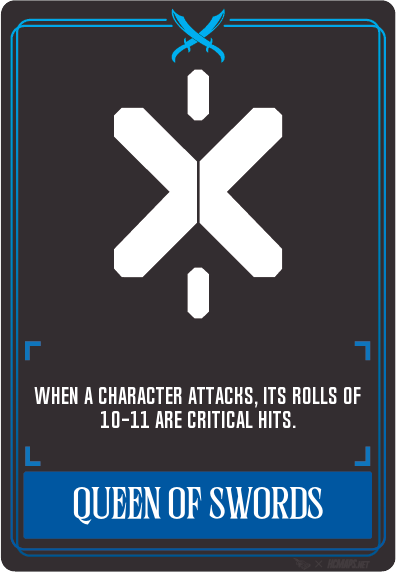 WHEN A CHARACTER ATTACKS, ITS ROLLS OF
10-11 ARE CRITICAL HITS.
QUEEN OF SWORDS